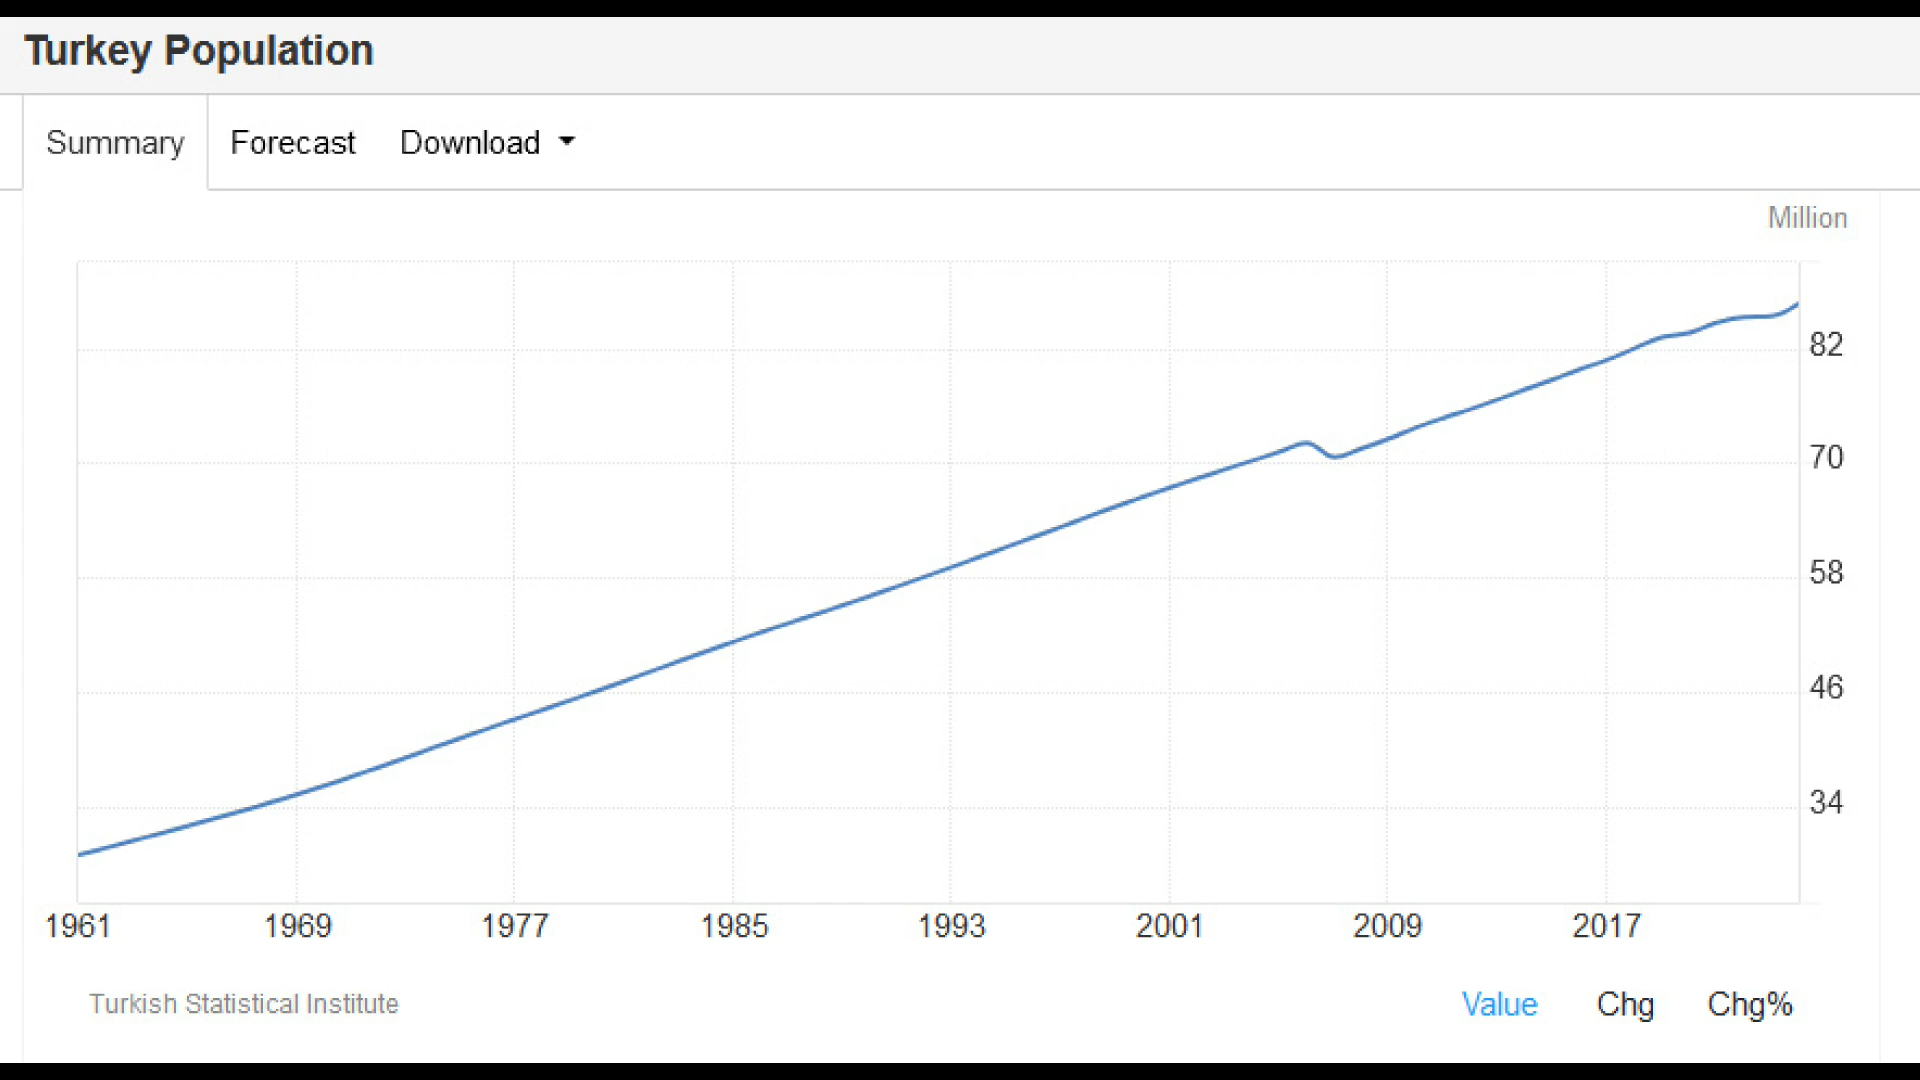 Turkey Population
Summary Forecast Download
Million
82
70
58
46
34
1961 1969 1977 1985 1993 2001 2009 2017
Turkish Statistical Institute Value Chg Chg%